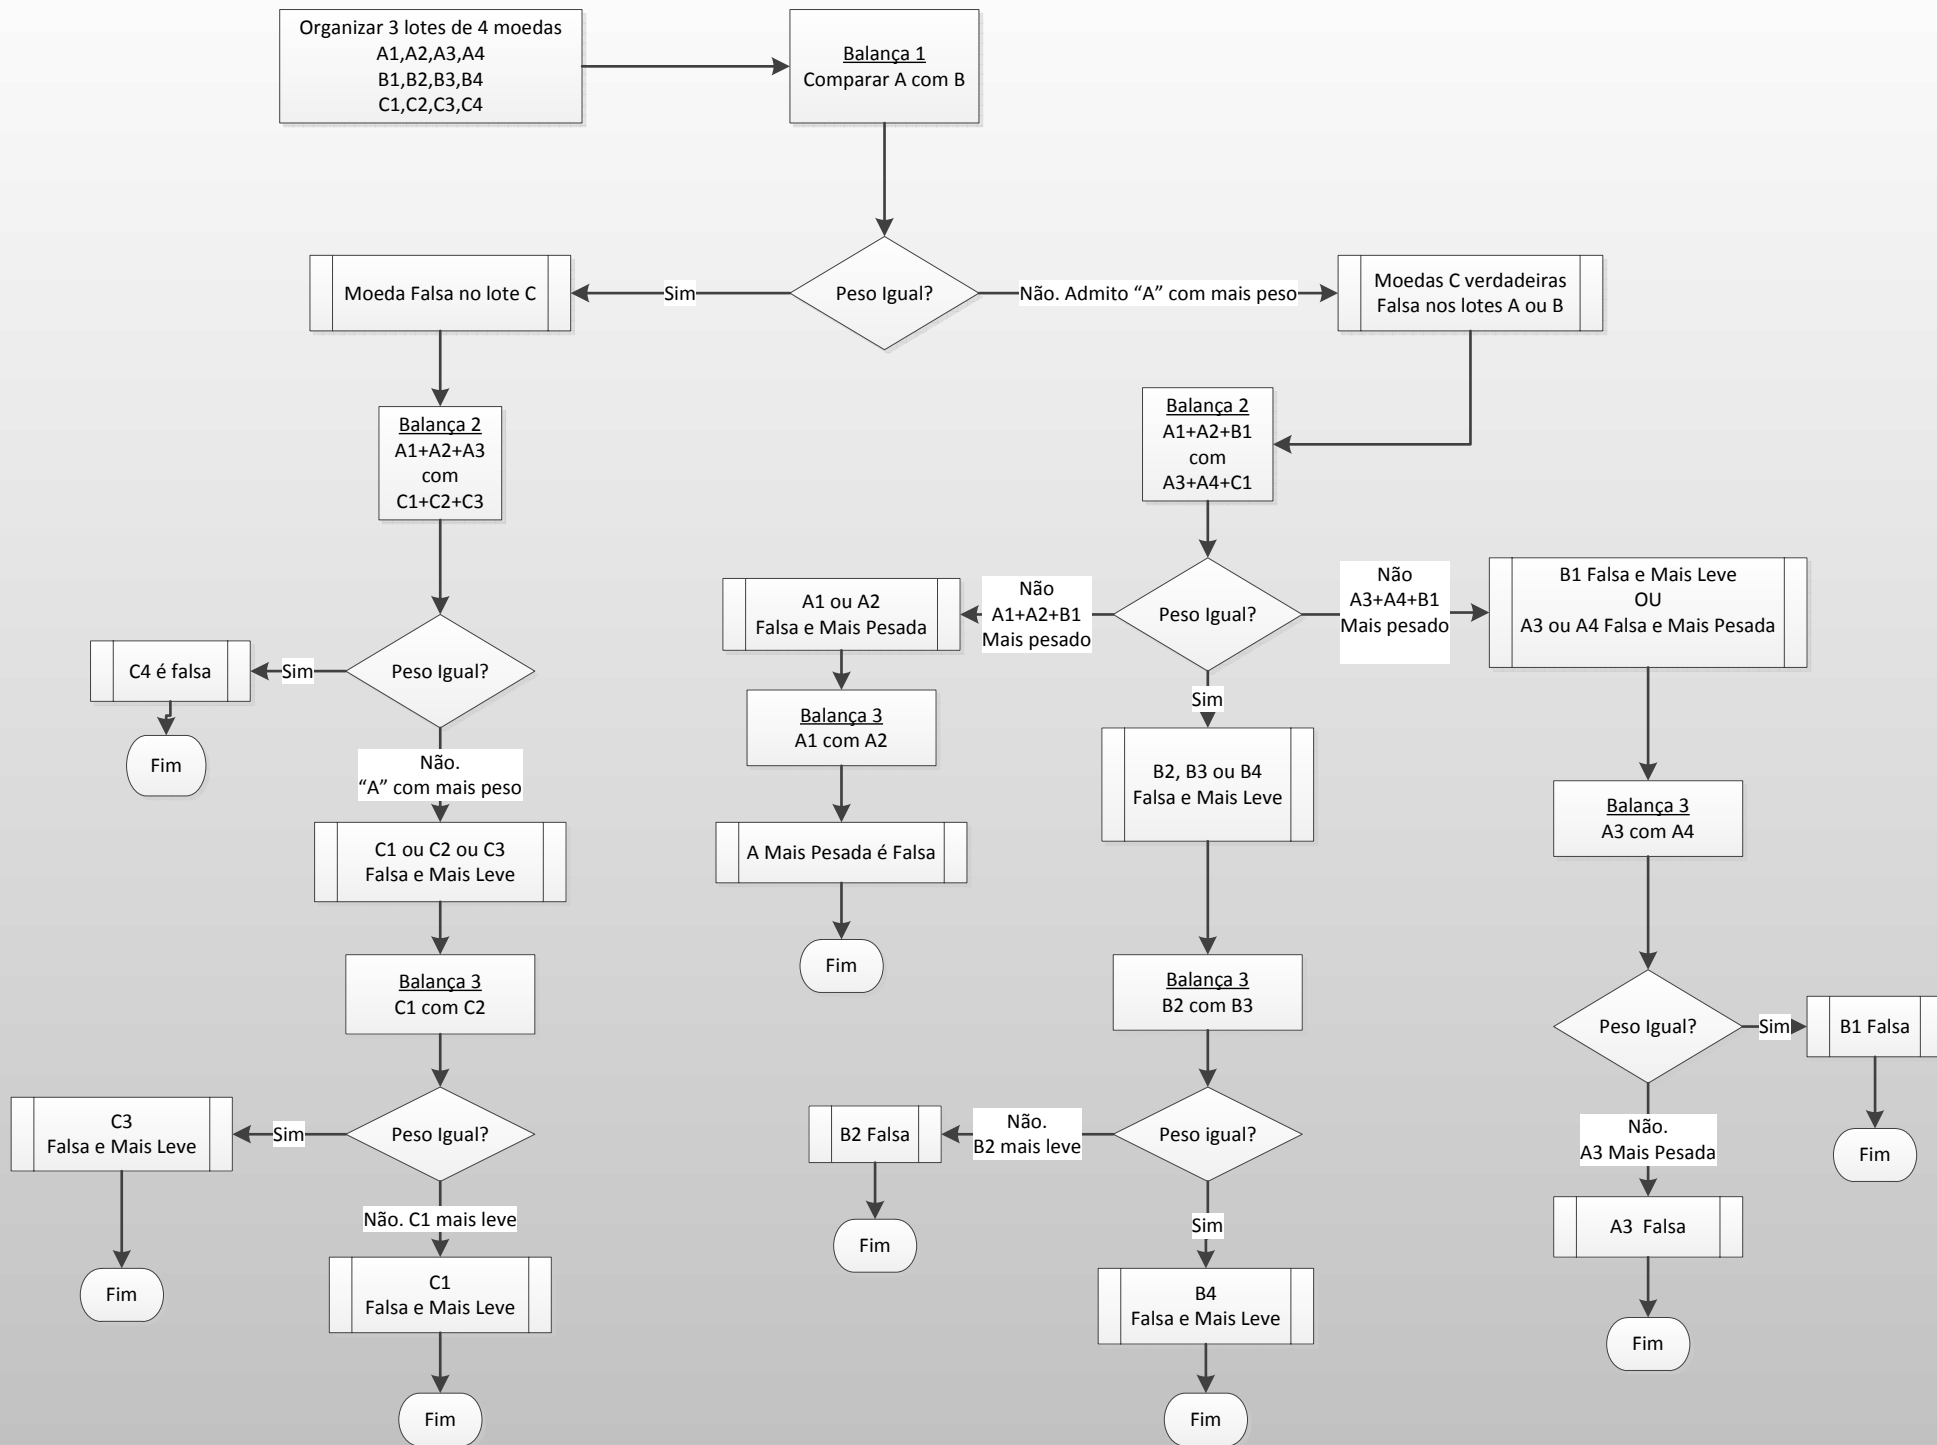 Organizar 3 lotes de 4 moedas
A1,A2,A3,A4
B1,B2,B3,B4
C1,C2,C3,C4
Balança 1
Comparar A com B
Peso Igual?
Sim
Moeda Falsa no lote C
Não. Admito “A” com mais peso
Moedas C verdadeiras
Falsa nos lotes A ou B
Balança 2
A1+A2+A3
com
C1+C2+C3
Peso Igual?
Sim
C4 é falsa
Fim
Não.
“A” com mais peso
C1 ou C2 ou C3
Falsa e Mais Leve
Balança 3
C1 com C2
Peso Igual?
Sim
C3
Falsa e Mais Leve
Fim
Não. C1 mais leve
C1
Falsa e Mais Leve
Fim
Balança 2
A1+A2+B1
com
A3+A4+C1
Peso Igual?
Não
A1+A2+B1
Mais pesado
A1 ou A2
Falsa e Mais Pesada
Balança 3
A1 com A2
A Mais Pesada é Falsa
Fim
Sim
B2, B3 ou B4
Falsa e Mais Leve
Balança 3
B2 com B3
Peso igual?
Não.
B2 mais leve
B2 Falsa
Fim
Sim
B4
Falsa e Mais Leve
Fim
Não
A3+A4+B1
Mais pesado
B1 Falsa e Mais Leve
OU
A3 ou A4 Falsa e Mais Pesada
Balança 3
A3 com A4
Peso Igual?
Sim
B1 Falsa
Fim
Não.
A3 Mais Pesada
A3 Falsa
Fim